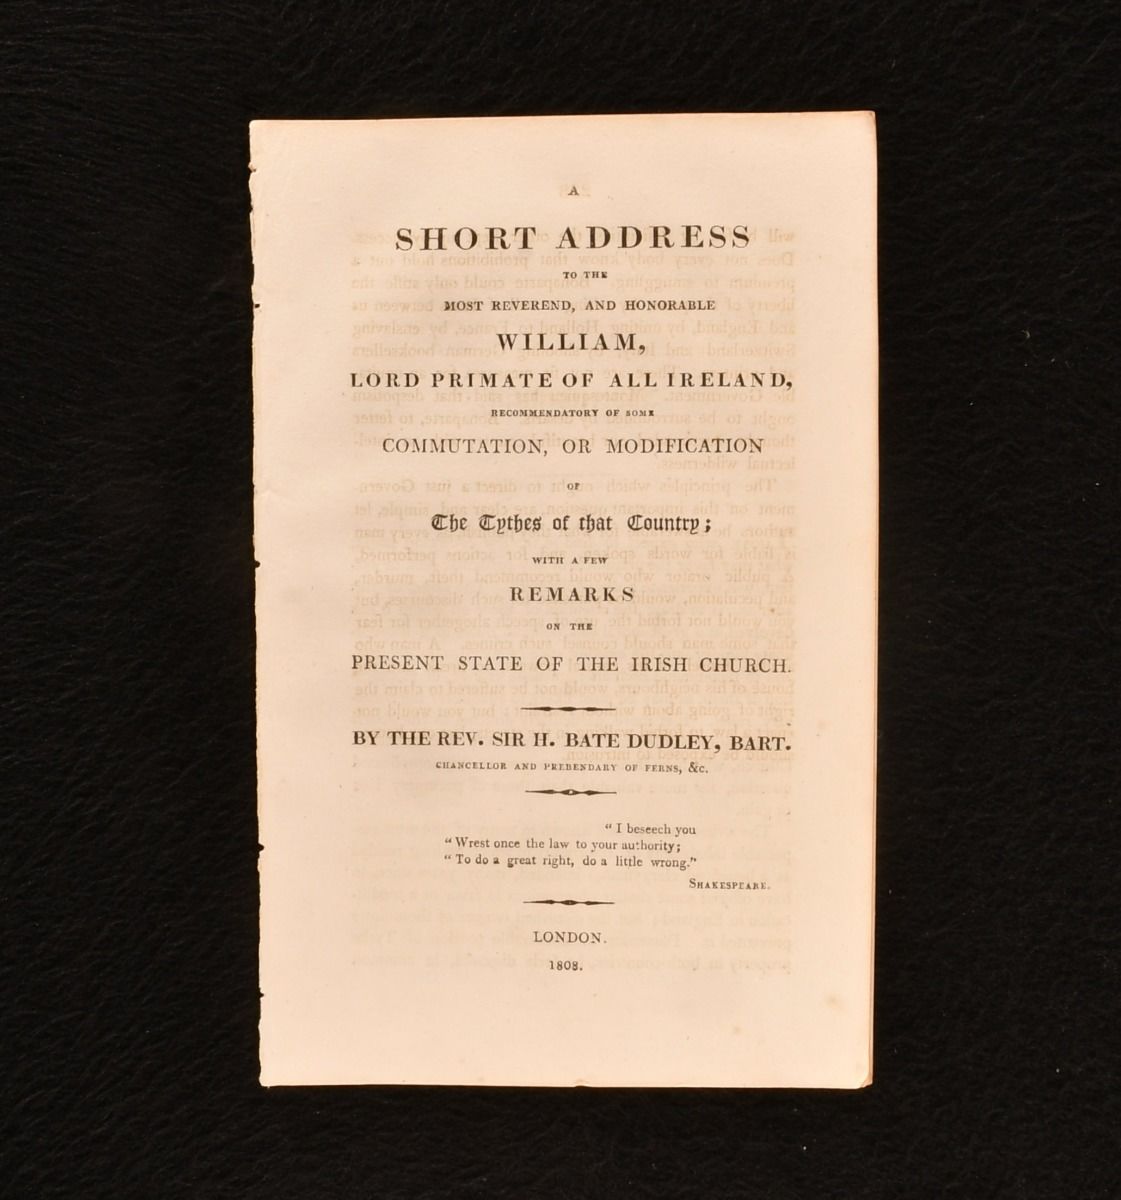 A
SHORT ADDRESS
TO THE
MOST REVEREND, AND HONORABLE
WILLIAM,
LORD PRIMATE OF ALL IRELAND,
RECOMMENDATORY OF SOME
COMMUTATION, OR MODIFICATION
OF
The Tythes of that Country;
WITH A FEW
REMARKS
ON THE
PRESENT STATE OF THE IRISH CHURCH.
BY THE REV. SIR H. BATE DUDLEY, BART.
CHANCELLOR AND PREBENDARY OF FERNS, &c.
“ I beseech you
“ Wrest once the law to your authority;
“ To do a great right, do a little wrong.”
SHAKESPEARE.
LONDON.
1808.